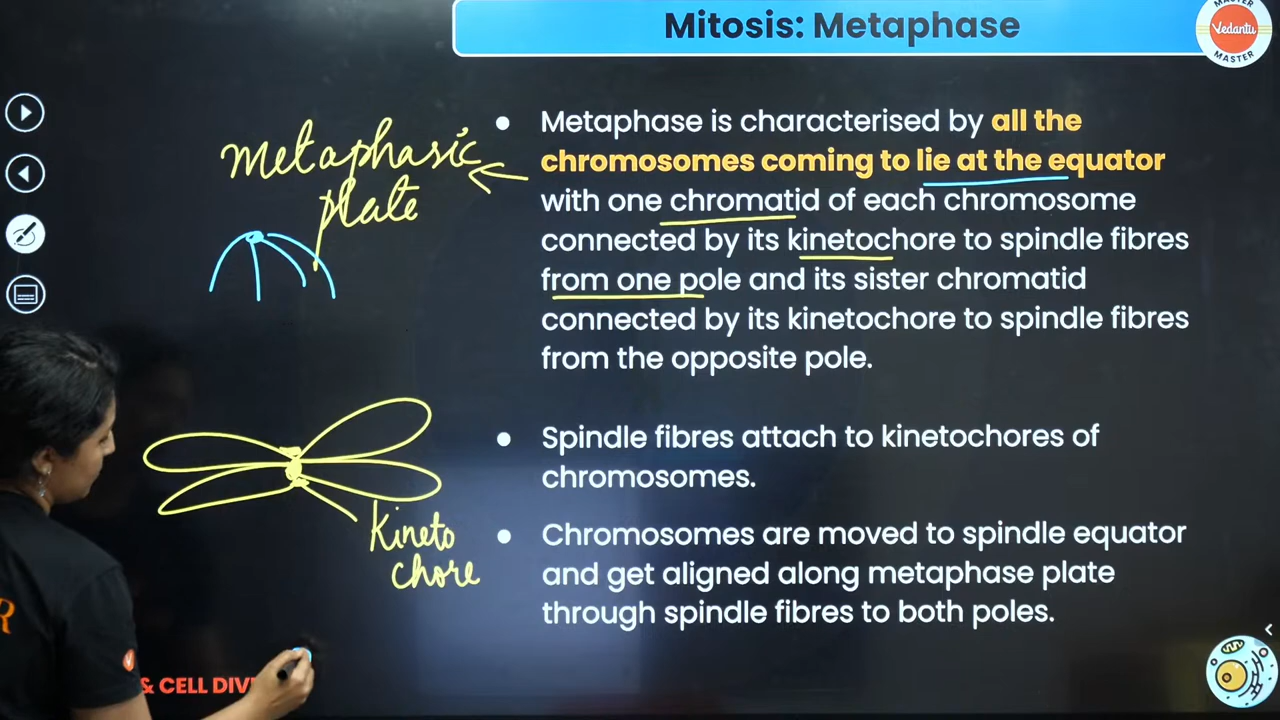 Mitosis: Metaphase
MASTER
Vedantu
MASTER
metaphasic
plate
• Metaphase is characterised by all the
chromosomes coming to lie at the equator
with one chromatid of each chromosome
connected by its kinetochore to spindle fibres
from one pole and its sister chromatid
connected by its kinetochore to spindle fibres
from the opposite pole.
• Spindle fibres attach to kinetochores of
chromosomes.
Kineto
chore
• Chromosomes are moved to spindle equator
and get aligned along metaphase plate
through spindle fibres to both poles.
R
& CELL DIV